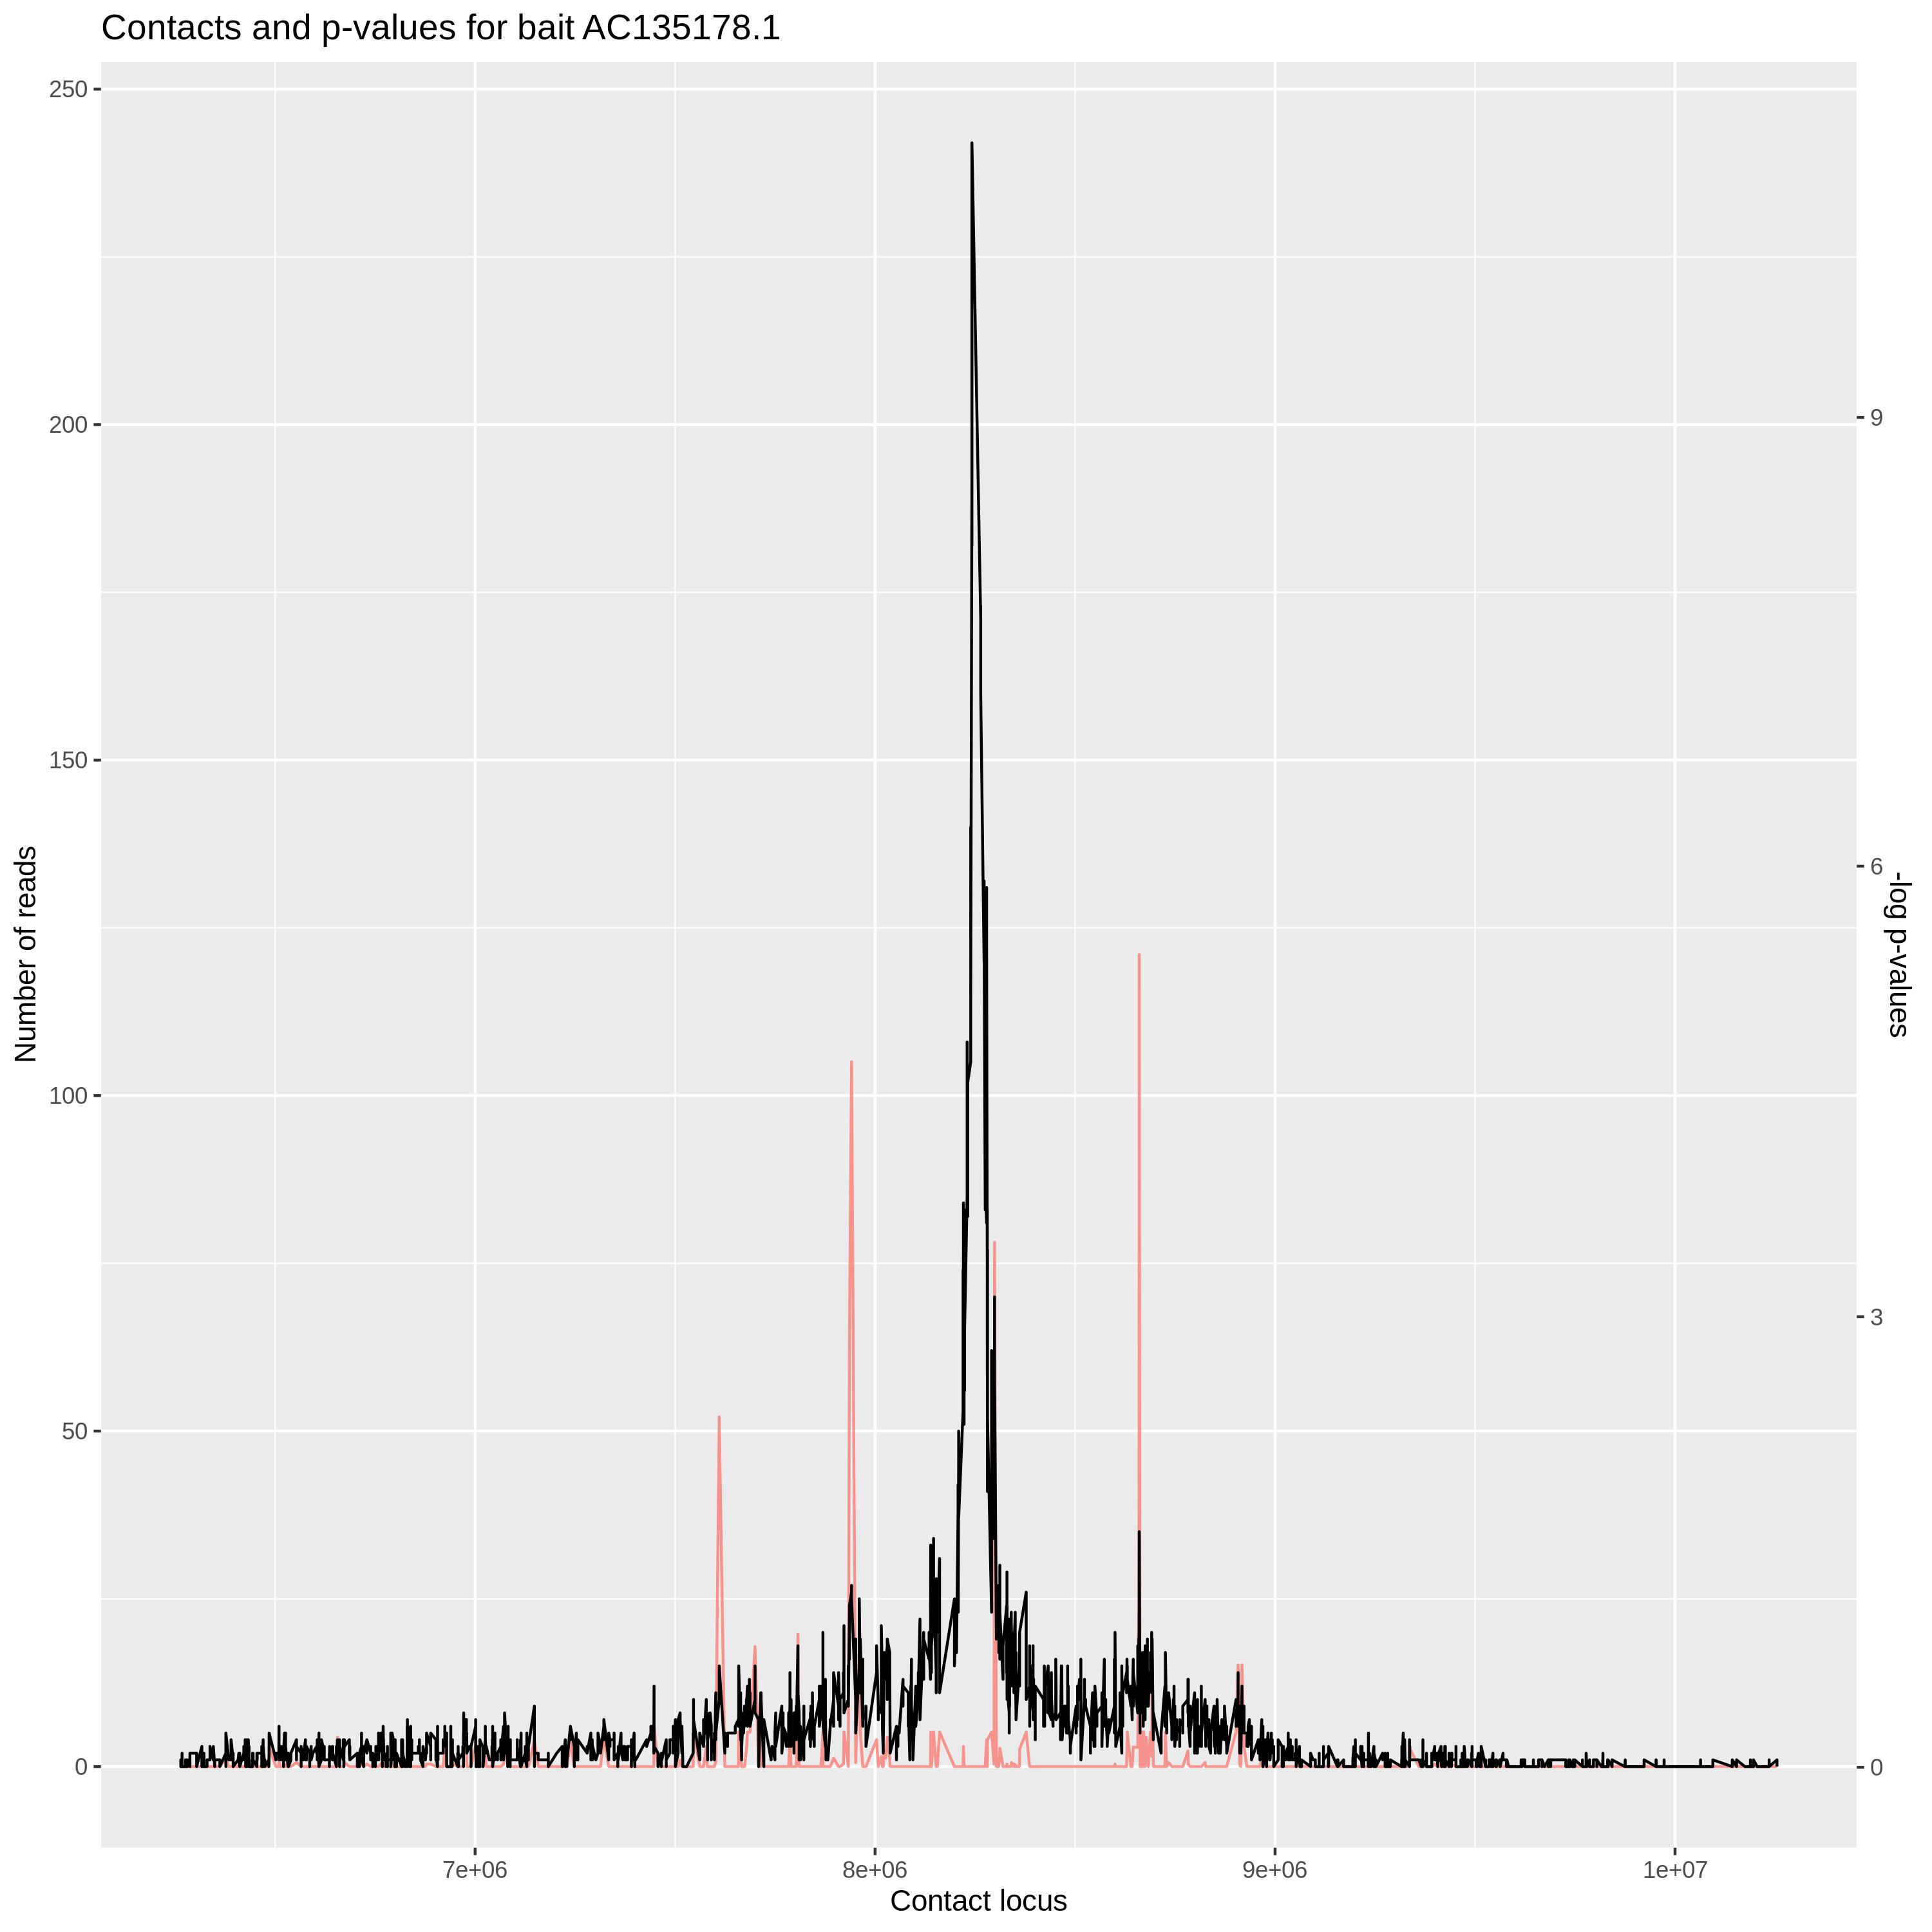 Contacts and p-values for bait AC135178.1
250
200
150
100
50
0
Number of reads
9
6
3
0
-log p-values
7e+06
8e+06
9e+06
1e+07
Contact locus